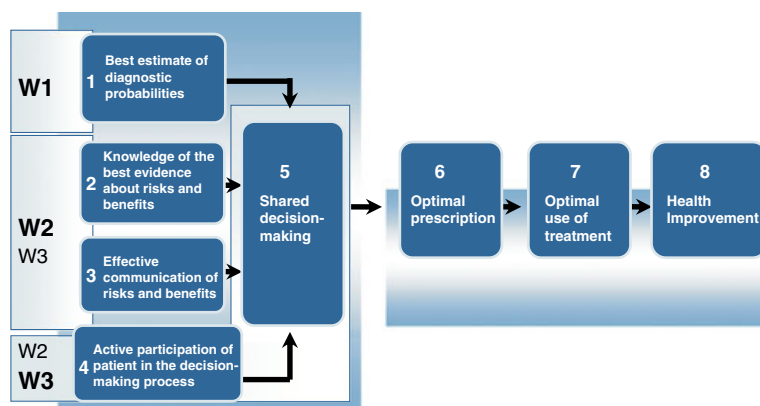 W1
1
Best estimate of
diagnostic
probabilities
W2
W3
2
Knowledge of the
best evidence
about risks and
benefits
3
Effective
communication of
risks and benefits
W2
W3
4
Active participation of
patient in the decision-
making process
5
Shared
decision-
making
6
Optimal
prescription
7
Optimal
use of
treatment
8
Health
Improvement